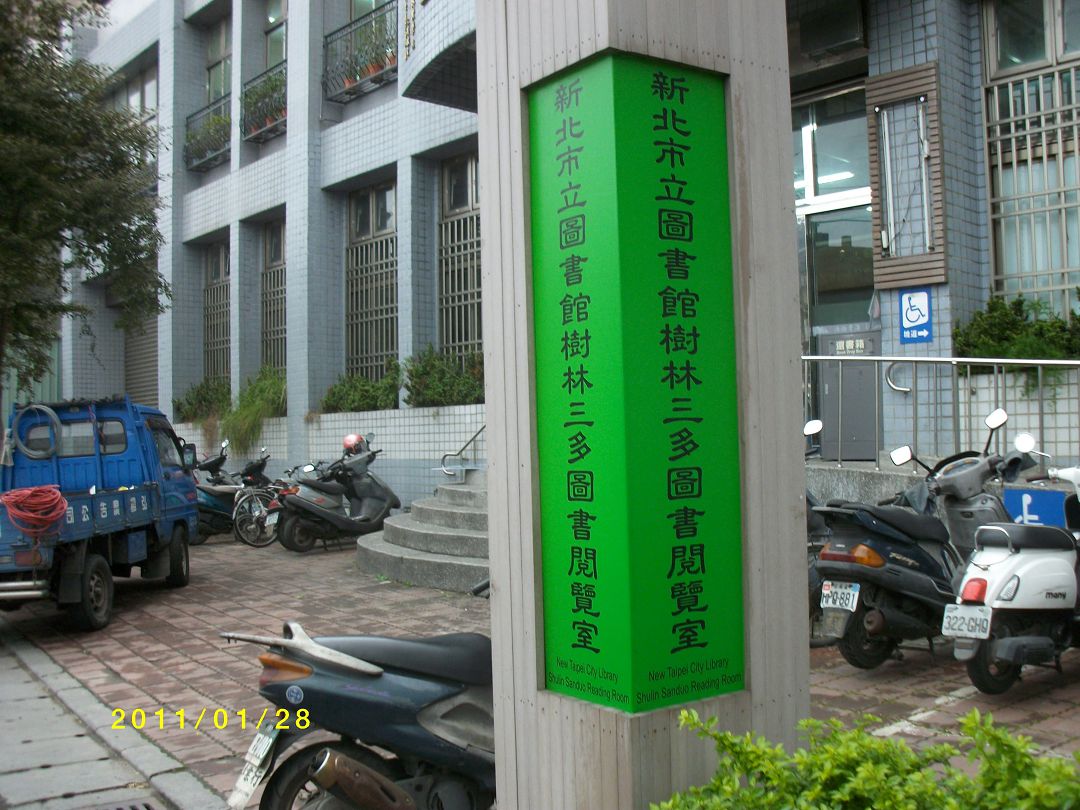 新北市立圖書館樹林三多圖書閱覽室
New Taipei City Library
Shulin Sanduo Reading Room
新北市立圖書館樹林三多圖書閱覽室
New Taipei City Library
Shulin Sanduo Reading Room
還書箱
Book Drop Box
坡道
HPQ-881
322-GH9
many
2011/01/28